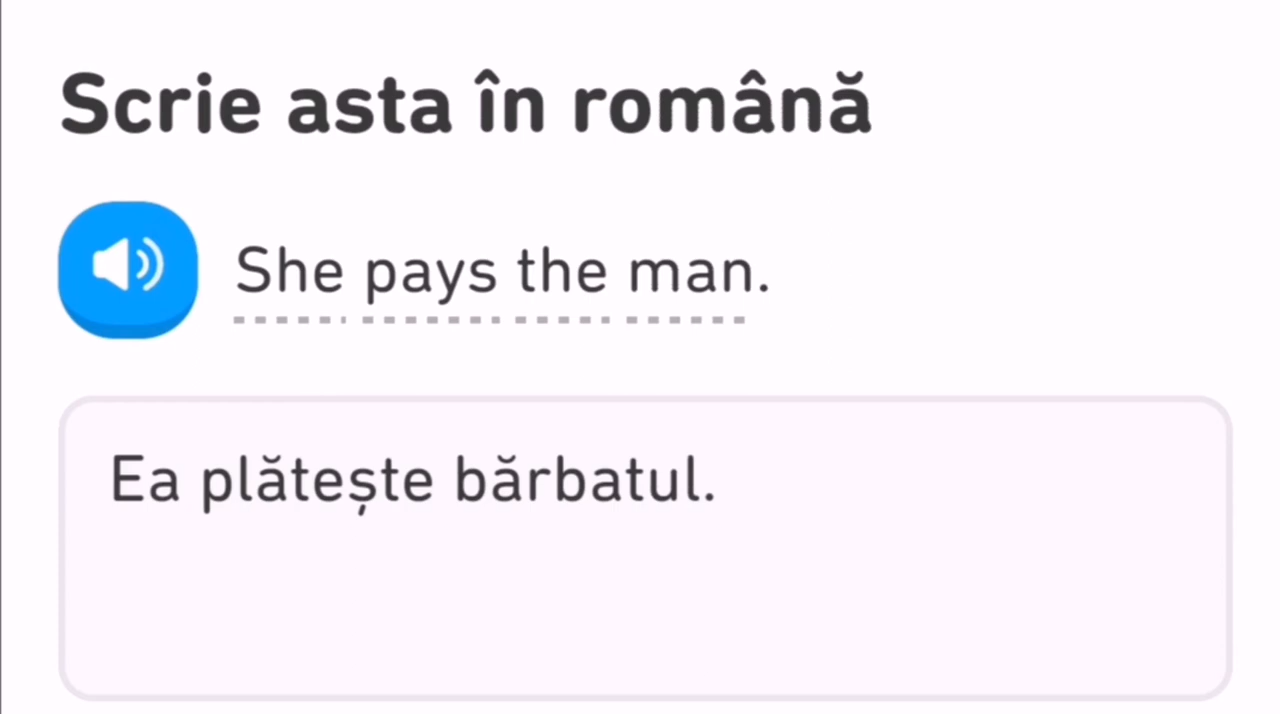 Scrie asta în română
She pays the man.
Ea plătește bărbatul.